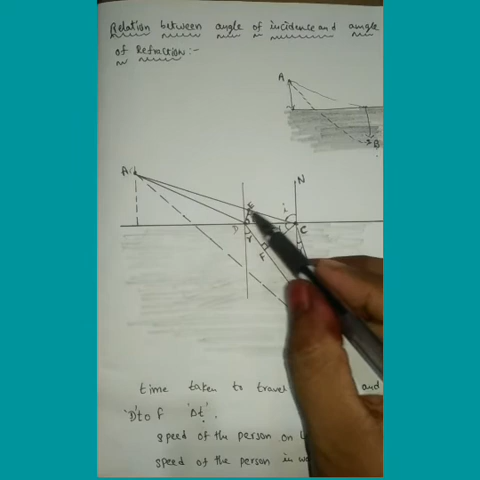 Relation between angle of incidence and angle
of Refraction:-
A
B
A
N
E
i
D
r
C
F
time taken to travel and
'D' to F 'Δt'.
speed of the person on
speed of the person in